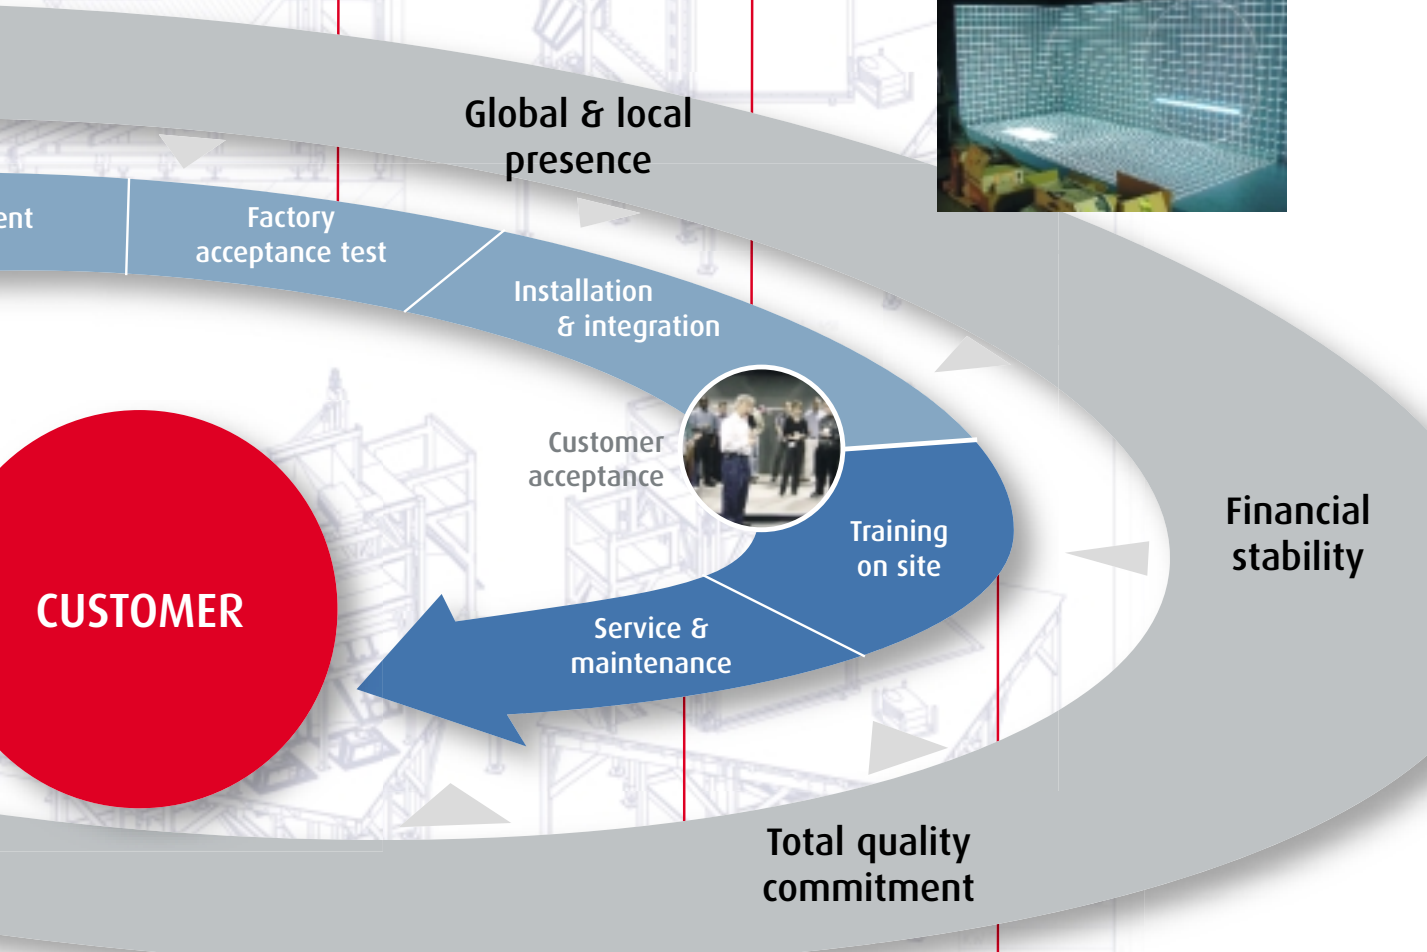 Global & local
presence
ent
Factory
acceptance test
Installation
& integration
Customer
acceptance
Training
on site
Financial
stability
CUSTOMER
Service &
maintenance
Total quality
commitment